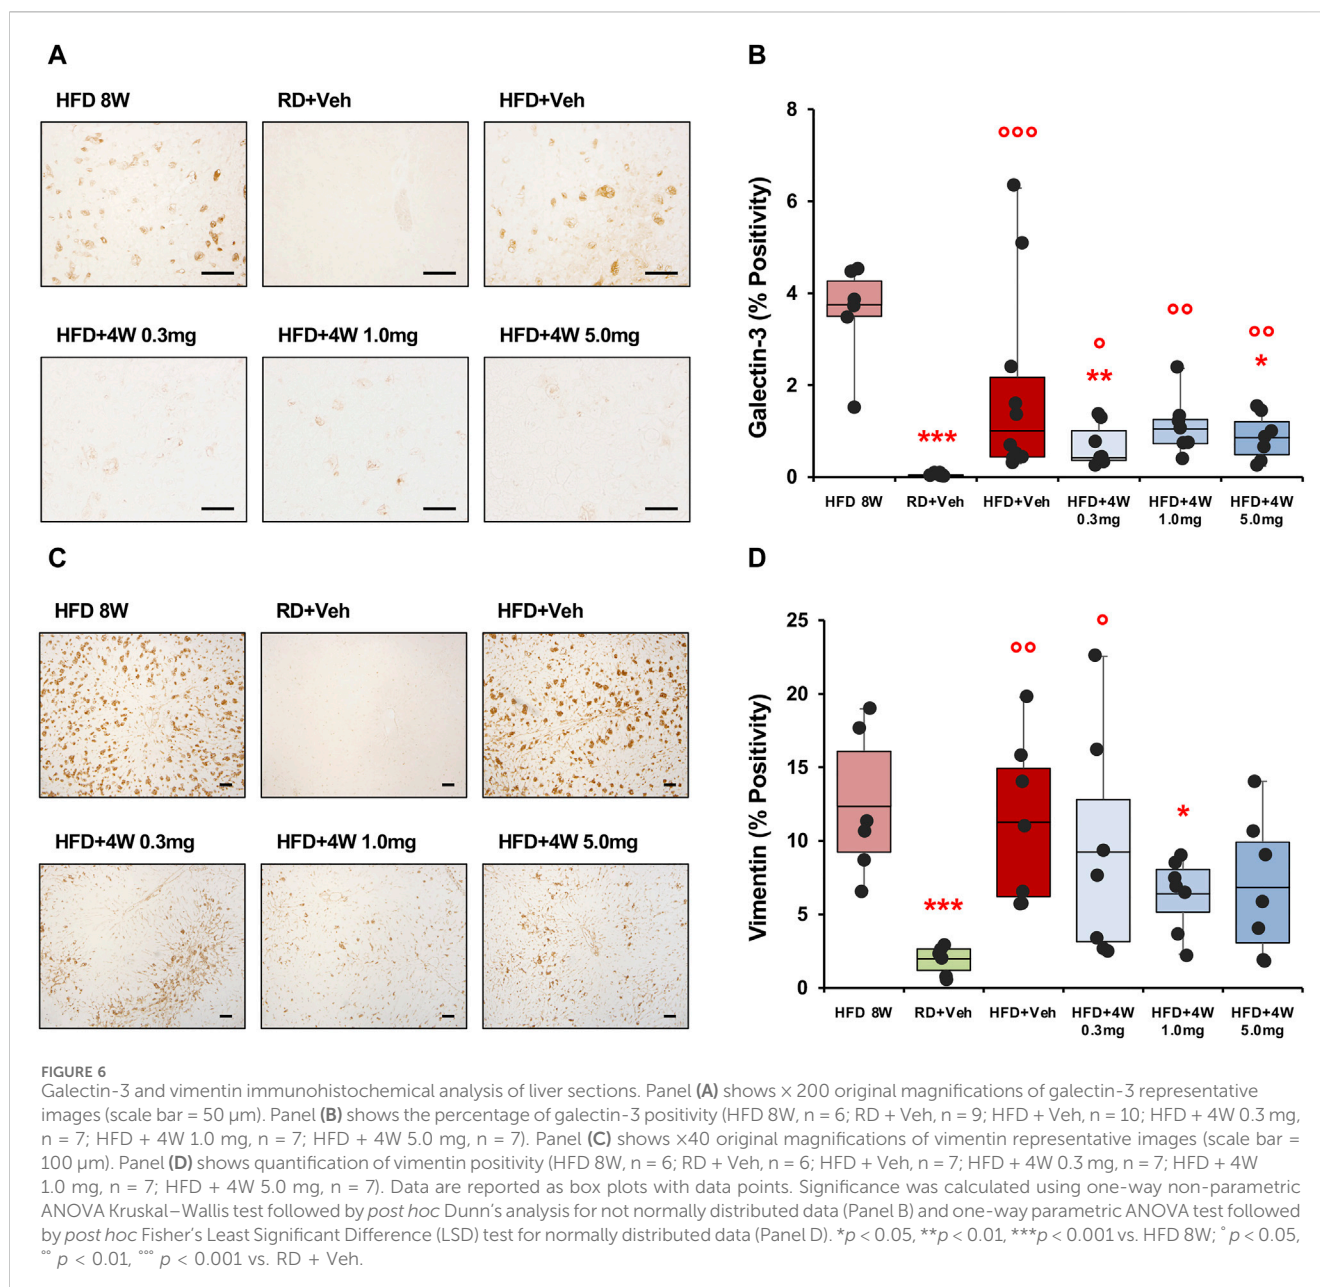 A
HFD 8W
RD+Veh
HFD+Veh
HFD+4W 0.3mg
HFD+4W 1.0mg
HFD+4W 5.0mg
B
Galectin-3 (% Positivity)
8
6
4
2
0
°°°
***
°
**
°°
°°
*
HFD 8W
RD+Veh
HFD+Veh
HFD+4W
0.3mg
HFD+4W
1.0mg
HFD+4W
5.0mg
C
HFD 8W
RD+Veh
HFD+Veh
HFD+4W 0.3mg
HFD+4W 1.0mg
HFD+4W 5.0mg
D
Vimentin (% Positivity)
25
20
15
10
5
0
***
°°
°
*
HFD 8W
RD+Veh
HFD+Veh
HFD+4W
0.3mg
HFD+4W
1.0mg
HFD+4W
5.0mg
FIGURE 6
Galectin-3 and vimentin immunohistochemical analysis of liver sections. Panel (A) shows × 200 original magnifications of galectin-3 representative
images (scale bar = 50 µm). Panel (B) shows the percentage of galectin-3 positivity (HFD 8W, n = 6; RD + Veh, n = 9; HFD + Veh, n = 10; HFD + 4W 0.3 mg,
n = 7; HFD + 4W 1.0 mg, n = 7; HFD + 4W 5.0 mg, n = 7). Panel (C) shows ×40 original magnifications of vimentin representative images (scale bar =
100 µm). Panel (D) shows quantification of vimentin positivity (HFD 8W, n = 6; RD + Veh, n = 6; HFD + Veh, n = 7; HFD + 4W 0.3 mg, n = 7; HFD + 4W
1.0 mg, n = 7; HFD + 4W 5.0 mg, n = 7). Data are reported as box plots with data points. Significance was calculated using one-way non-parametric
ANOVA Kruskal–Wallis test followed by post hoc Dunn's analysis for not normally distributed data (Panel B) and one-way parametric ANOVA test followed
by post hoc Fisher's Least Significant Difference (LSD) test for normally distributed data (Panel D). *p < 0.05, **p < 0.01, ***p < 0.001 vs. HFD 8W; ° p < 0.05,
°° p < 0.01, °°° p < 0.001 vs. RD + Veh.